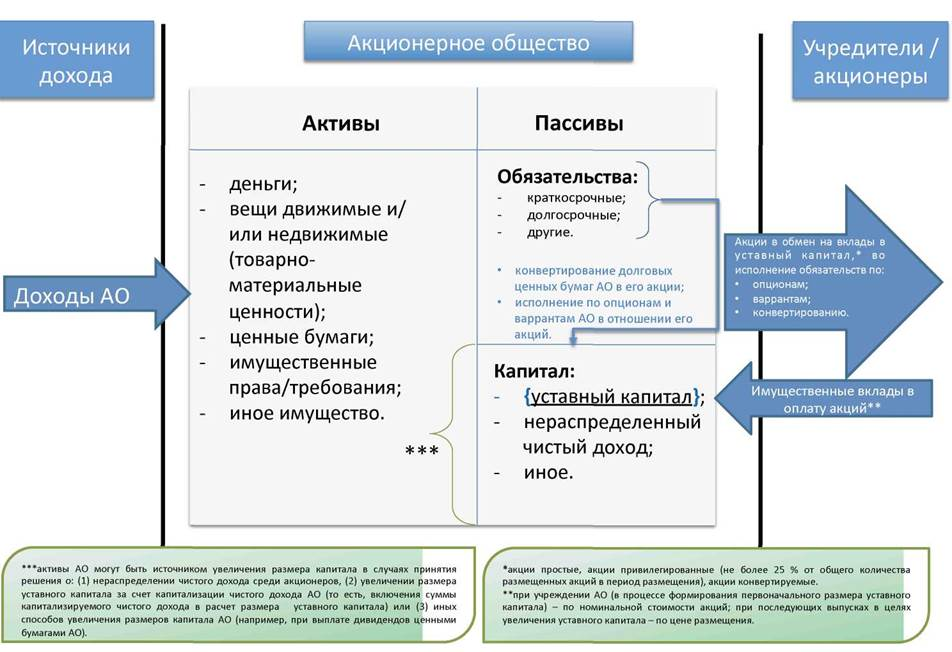 Источники
дохода
Акционерное общество
Учредители /
акционеры
Активы
Пассивы
- деньги;
- вещи движимые и/
или недвижимые
(товарно-
материальные
ценности);
- ценные бумаги;
- имущественные
права/требования;
- иное имущество.
***
Обязательства:
- краткосрочные;
- долгосрочные;
- другие.
• конвертирование долговых
ценных бумаг АО в его акции;
• исполнение по опционам и
варрантам АО в отношении его
акций.
Капитал:
- {уставный капитал};
- нераспределенный
чистый доход;
- иное.
Доходы АО
Акции в обмен на вклады в
уставный капитал,* во
исполнение обязательств по:
• опционам;
• варрантам;
• конвертированию.
Имущественные вклады в
оплату акций**
***активы АО могут быть источником увеличения размера капитала в случаях принятия
решения о: (1) нераспределении чистого дохода среди акционеров, (2) увеличении размера
уставного капитала за счет капитализации чистого дохода АО (то есть, включения суммы
капитализируемого чистого дохода в расчет размера уставного капитала) или (3) иных
способов увеличения размеров капитала АО (например, при выплате дивидендов ценными
бумагами АО).
*акции простые, акции привилегированные (не более 25 % от общего количества
размещенных акций в период размещения), акции конвертируемые.
**при учреждении АО (в процессе формирования первоначального размера уставного
капитала) – по номинальной стоимости акций; при последующих выпусках в целях
увеличения уставного капитала – по цене размещения.